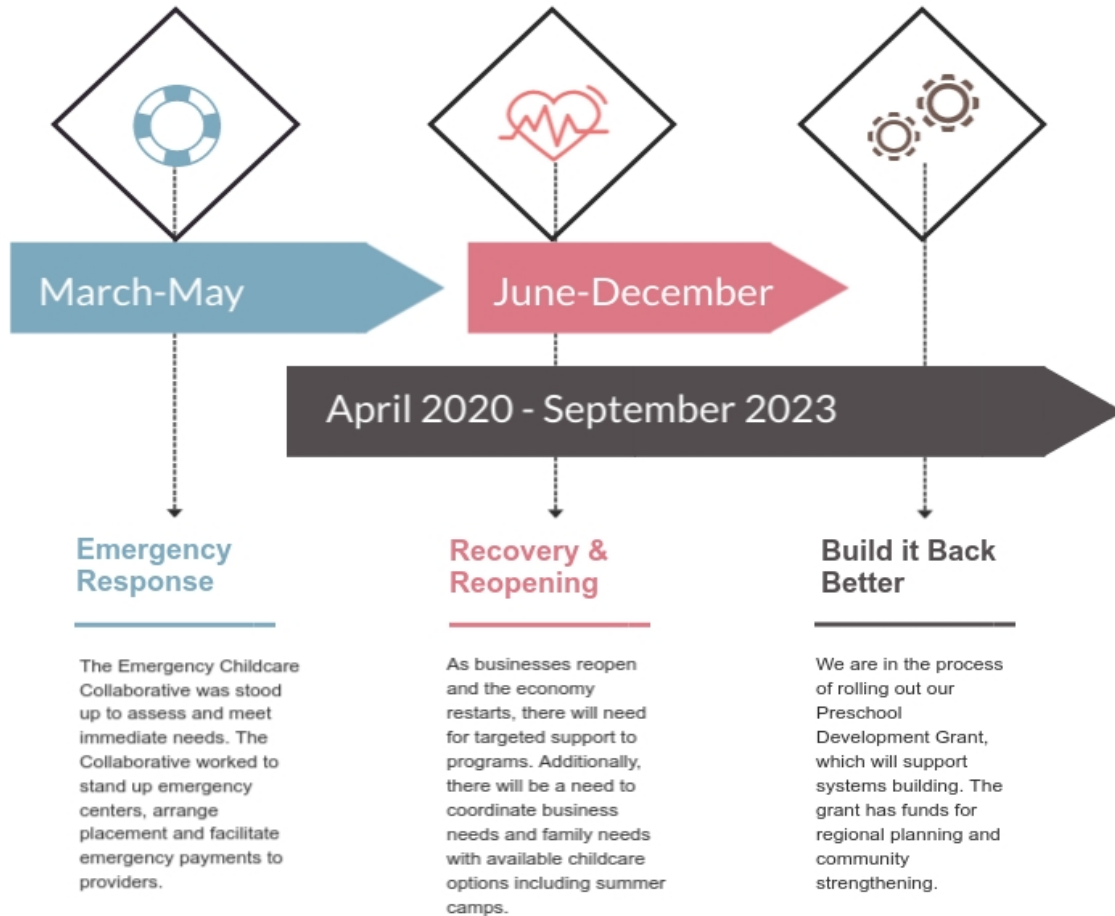 March-May
June-December
April 2020 - September 2023
Emergency
Response
The Emergency Childcare
Collaborative was stood
up to assess and meet
immediate needs. The
Collaborative worked to
stand up emergency
centers, arrange
placement and facilitate
emergency payments to
providers.
Recovery &
Reopening
As businesses reopen
and the economy
restarts, there will need
for targeted support to
programs. Additionally,
there will be a need to
coordinate business
needs and family needs
with available childcare
options including summer
camps.
Build it Back
Better
We are in the process
of rolling out our
Preschool
Development Grant,
which will support
systems building. The
grant has funds for
regional planning and
community
strengthening.